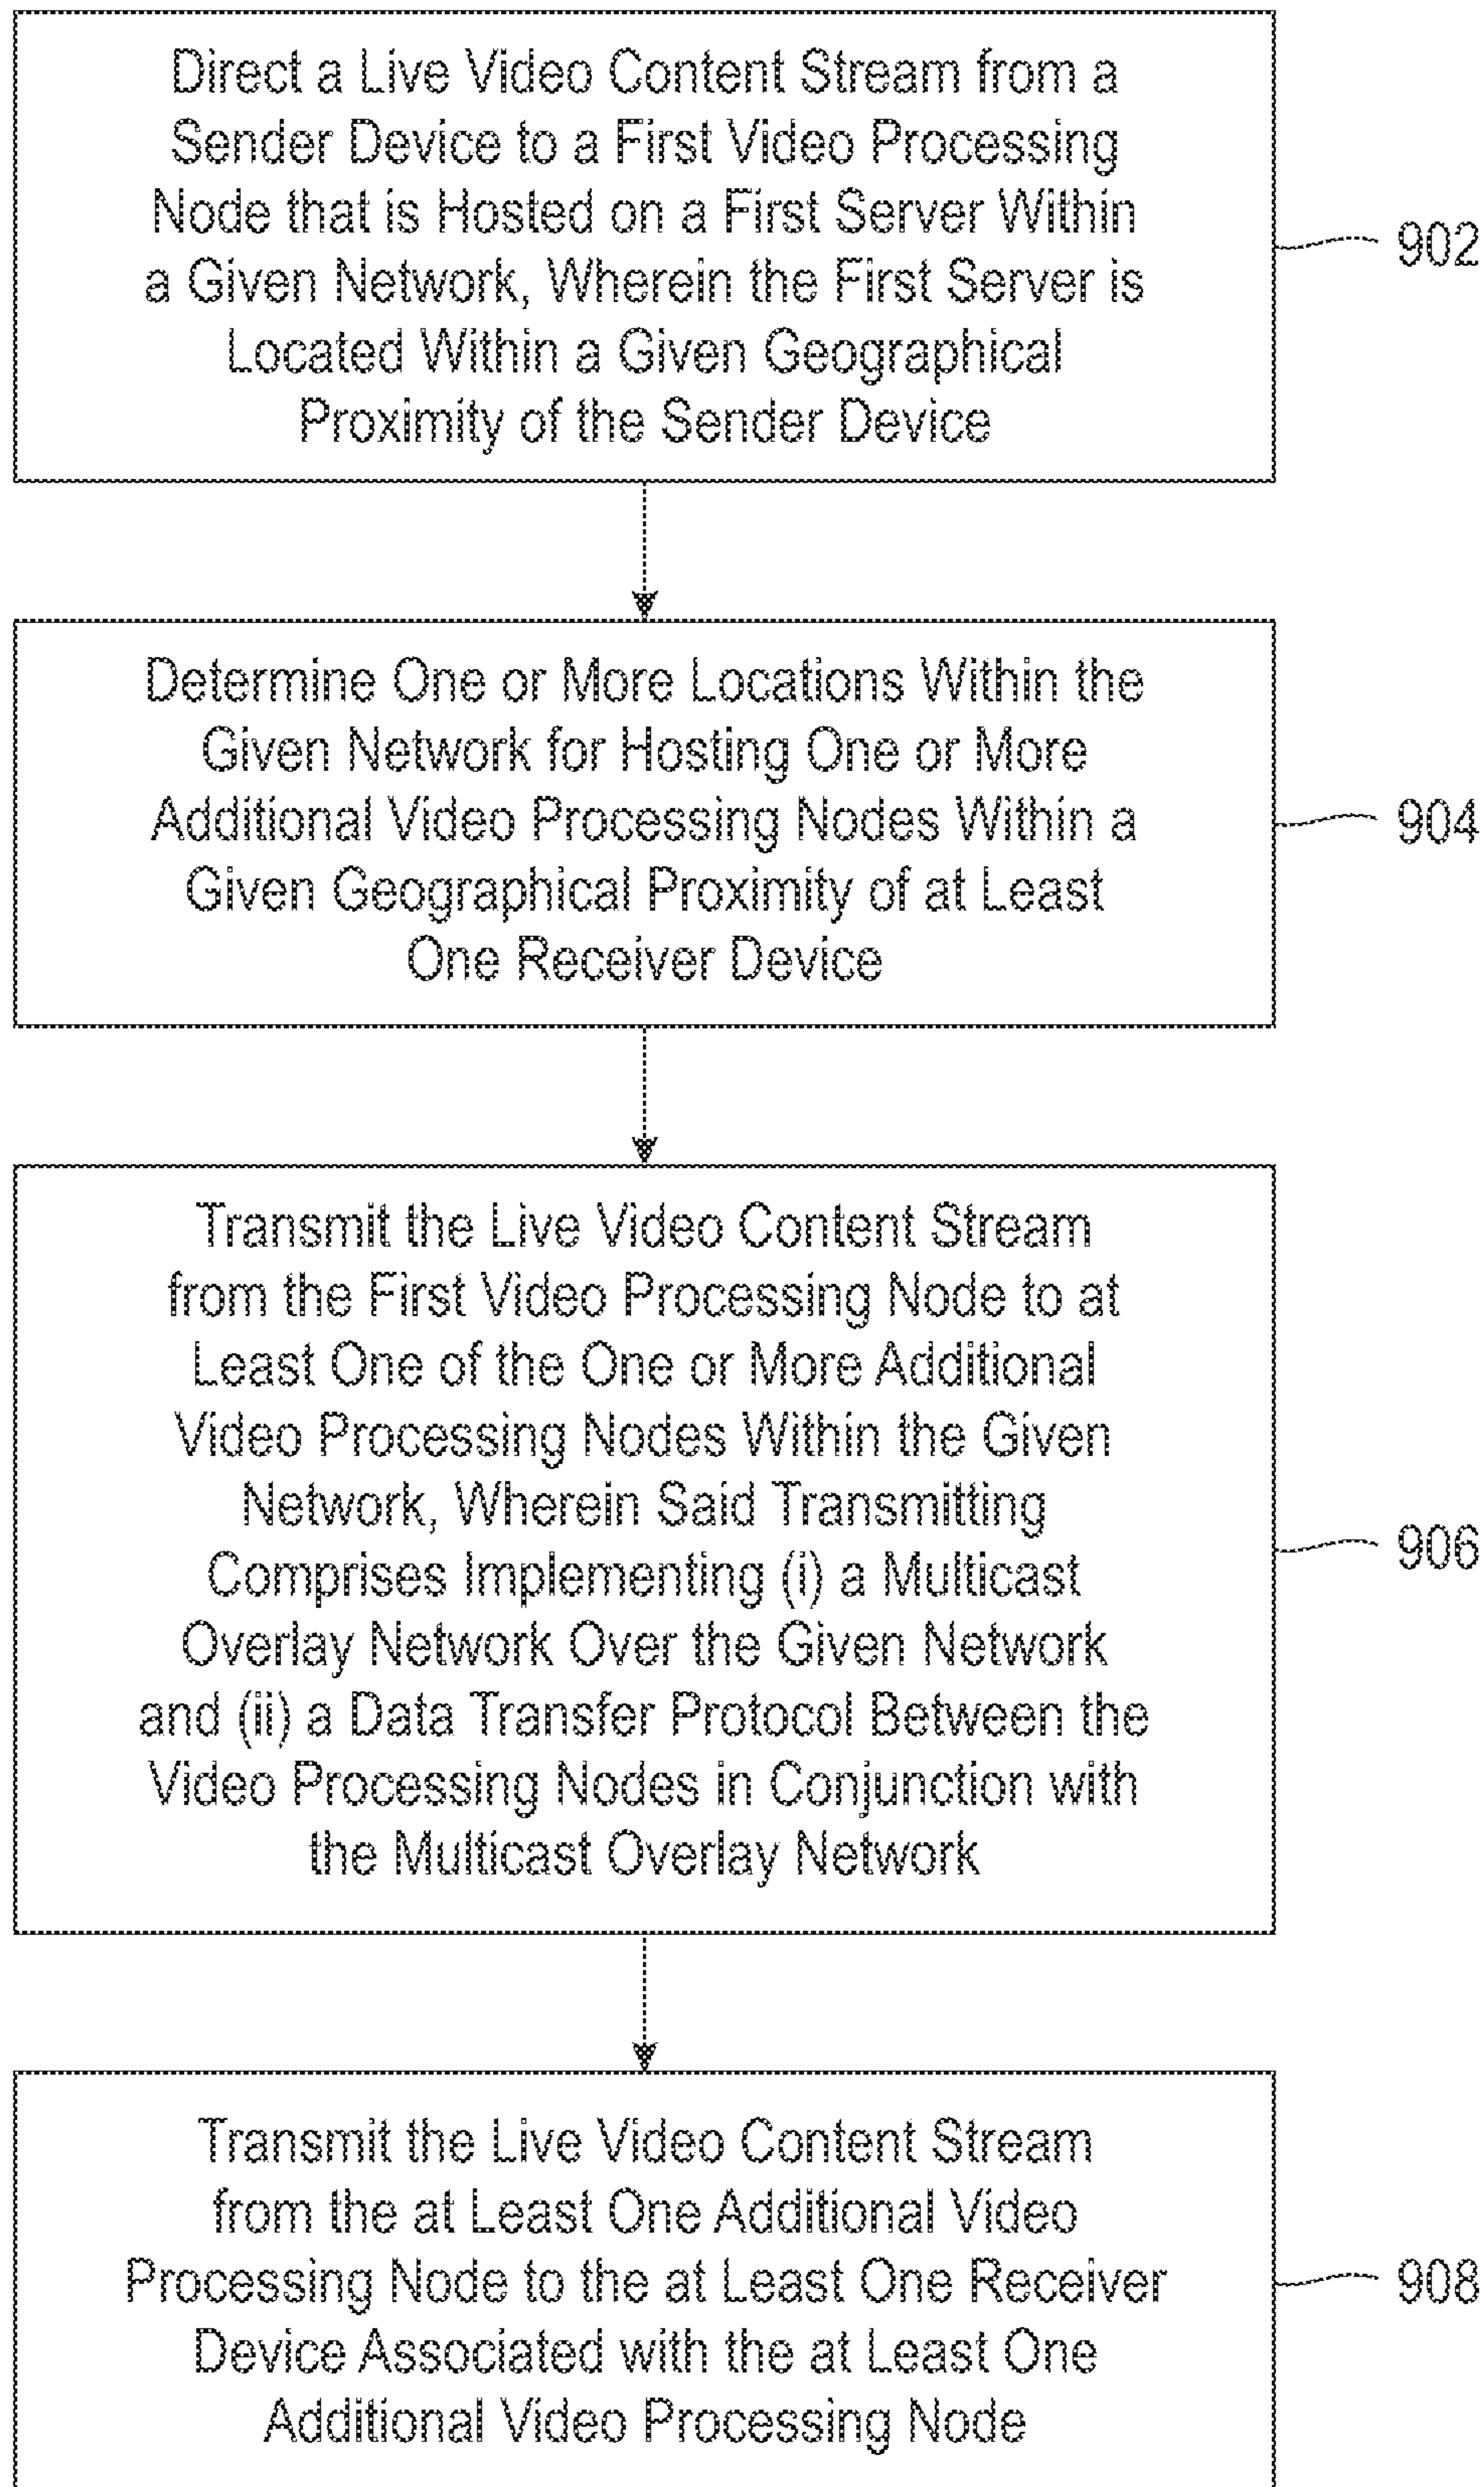 Direct a Live Video Content Stream from a
Sender Device to a First Video Processing
Node that is Hosted on a First Server Within
a Given Network, Wherein the First Server is
Located Within a Given Geographical
Proximity of the Sender Device
902
Determine One or More Locations Within the
Given Network for Hosting One or More
Additional Video Processing Nodes Within a
Given Geographical Proximity of at Least
One Receiver Device
904
Transmit the Live Video Content Stream
from the First Video Processing Node to at
Least One of the One or More Additional
Video Processing Nodes Within the Given
Network, Wherein Said Transmitting
Comprises Implementing (i) a Multicast
Overlay Network Over the Given Network
and (ii) a Data Transfer Protocol Between the
Video Processing Nodes in Conjunction with
the Multicast Overlay Network
906
Transmit the Live Video Content Stream
from the at Least One Additional Video
Processing Node to the at Least One Receiver
Device Associated with the at Least One
Additional Video Processing Node
908